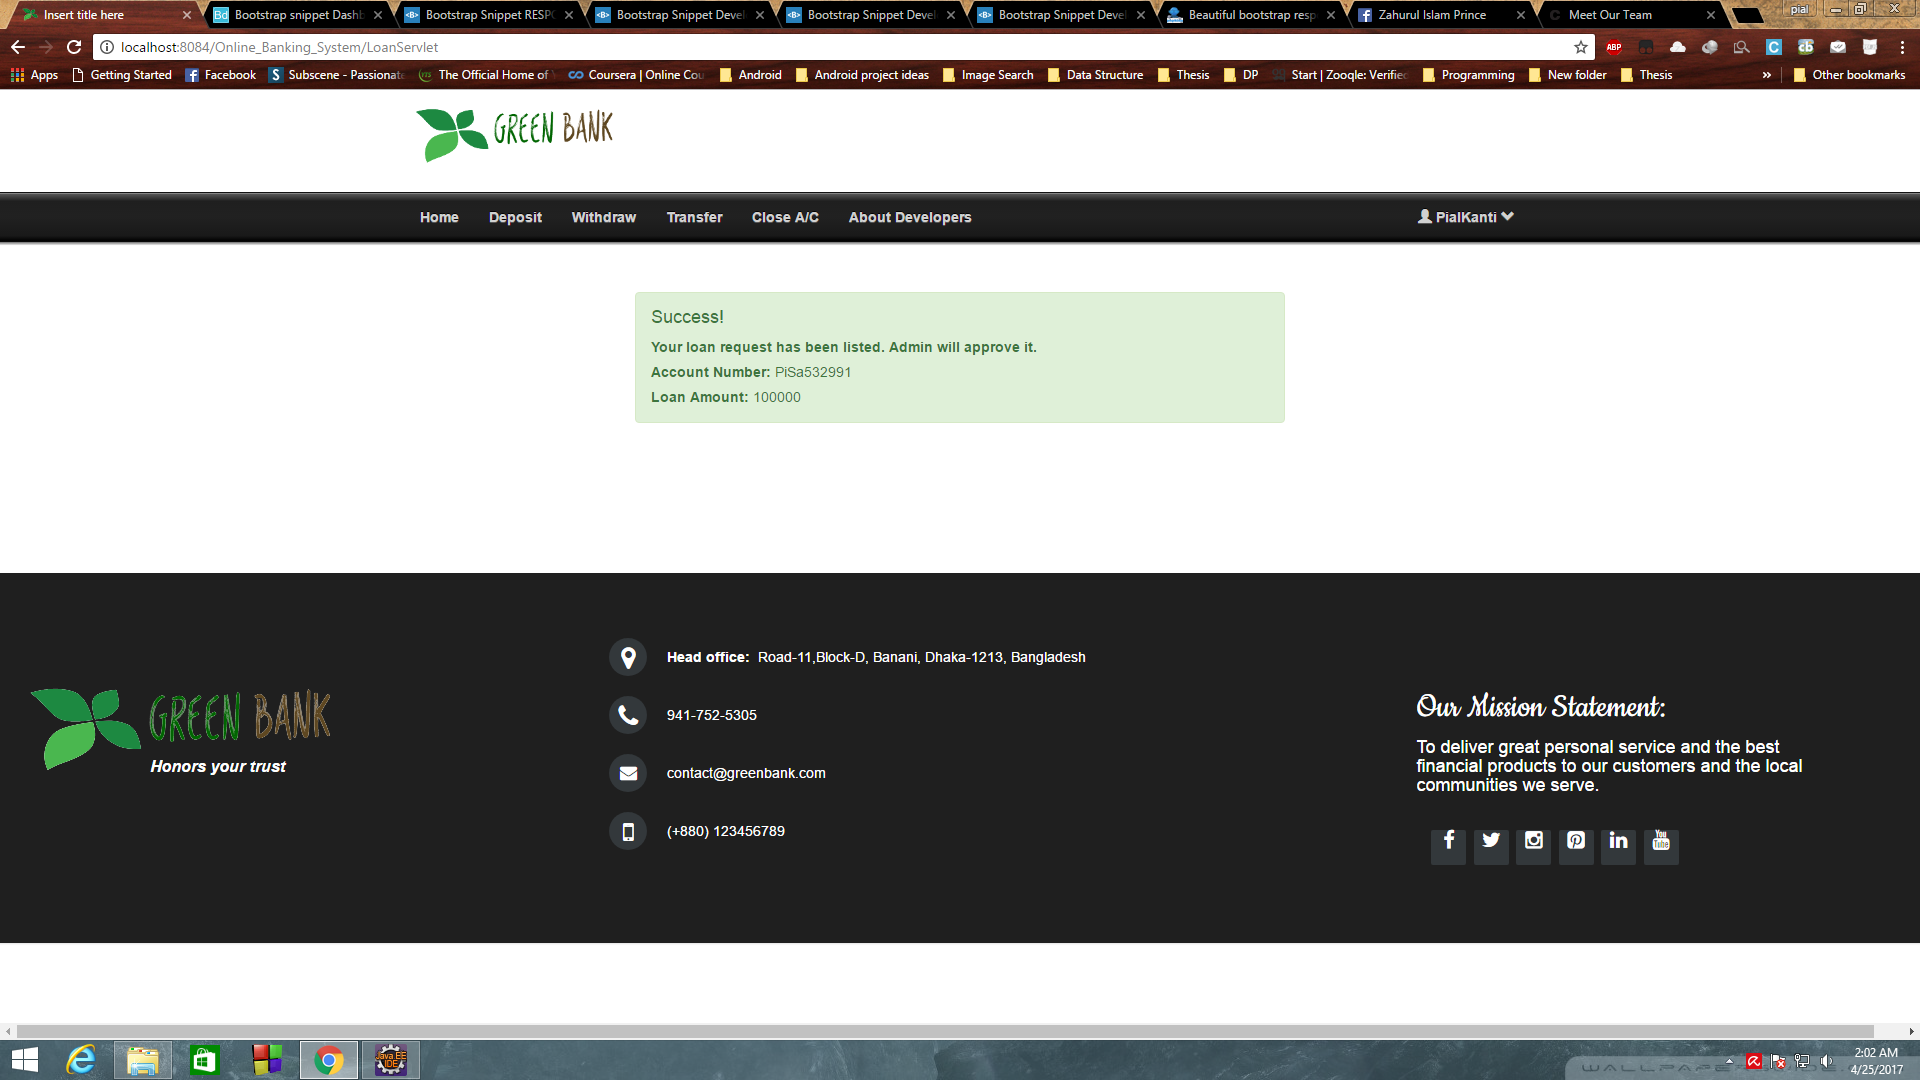 Insert title here
Bootstrap snippet Dashb
Bootstrap Snippet RESPO
Bootstrap Snippet Devel
Bootstrap Snippet Devel
Bootstrap Snippet Devel
Beautiful bootstrap resp
Zahurul Islam Prince
Meet Our Team
pial
localhost:8084/Online_Banking_System/LoanServlet
Apps
Getting Started
Facebook
Subscene - Passionate
The Official Home of
Coursera | Online Cou
Android
Android project ideas
Image Search
Data Structure
Thesis
DP
Start | Zooqle: Verified
Programming
New folder
Thesis
»
Other bookmarks
GREEN BANK
Home
Deposit
Withdraw
Transfer
Close A/C
About Developers
PialKanti
Success!
Your loan request has been listed. Admin will approve it.
Account Number: PiSa532991
Loan Amount: 100000
GREEN BANK
Honors your trust
Head office: Road-11,Block-D, Banani, Dhaka-1213, Bangladesh
941-752-5305
contact@greenbank.com
(+880) 123456789
Our Mission Statement:
To deliver great personal service and the best
financial products to our customers and the local
communities we serve.
You
Tube
Java EE
IDE
2:02 AM
4/25/2017